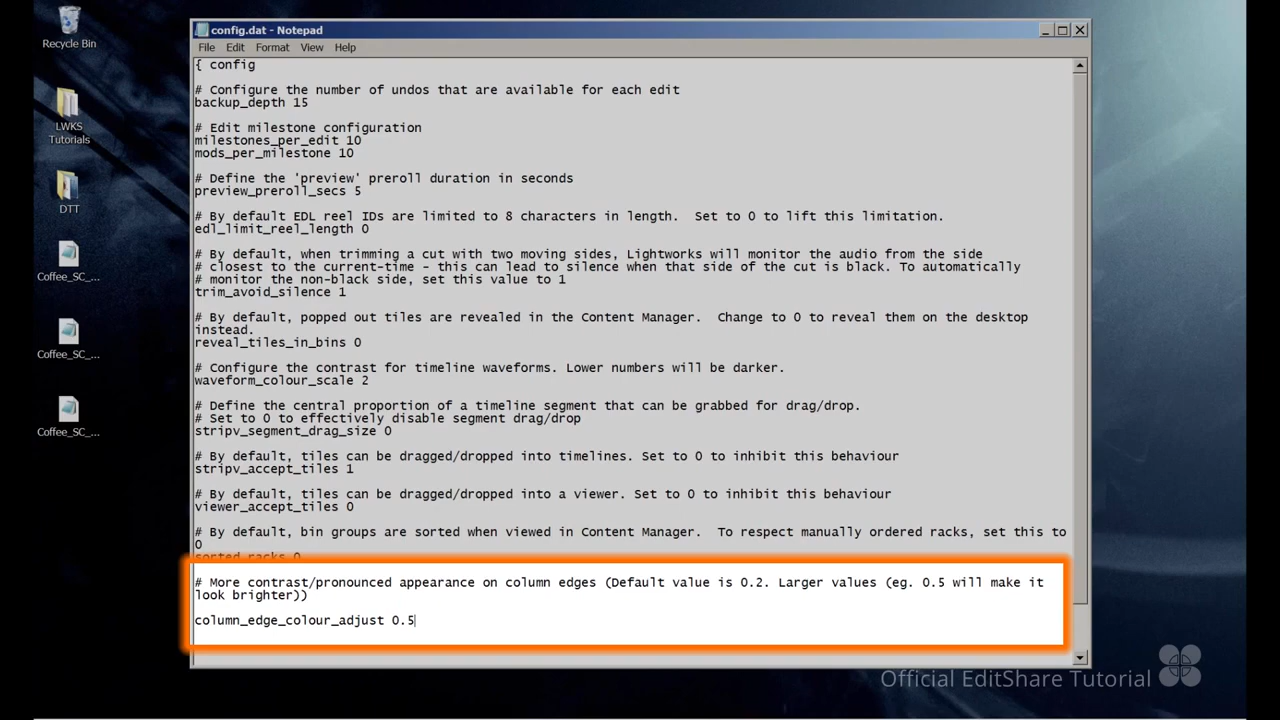 config.dat - Notepad
File Edit Format View Help
Recycle Bin
LWKS
Tutorials
DTT
Coffee_SC_...
Coffee_SC_...
Coffee_SC_...
{ config
# Configure the number of undos that are available for each edit
backup_depth 15
# Edit milestone configuration
milestones_per_edit 10
mods_per_milestone 10
# Define the 'preview' preroll duration in seconds
preview_preroll_secs 5
# By default EDL reel IDs are limited to 8 characters in length.  Set to 0 to lift this limitation.
edl_limit_reel_length 0
# By default, when trimming a cut with two moving sides, Lightworks will monitor the audio from the side
# closest to the current-time - this can lead to silence when that side of the cut is black. To automatically
# monitor the non-black side, set this value to 1
trim_avoid_silence 1
# By default, popped out tiles are revealed in the Content Manager.  Change to 0 to reveal them on the desktop
instead.
reveal_tiles_in_bins 0
# Configure the contrast for timeline waveforms. Lower numbers will be darker.
waveform_colour_scale 2
# Define the central proportion of a timeline segment that can be grabbed for drag/drop.
# Set to 0 to effectively disable segment drag/drop
stripv_segment_drag_size 0
# By default, tiles can be dragged/dropped into timelines. Set to 0 to inhibit this behaviour
stripv_accept_tiles 1
# By default, tiles can be dragged/dropped into a viewer. Set to 0 to inhibit this behaviour
viewer_accept_tiles 0
# By default, bin groups are sorted when viewed in Content Manager.  To respect manually ordered racks, set this to
0
sorted_racks 0
# More contrast/pronounced appearance on column edges (Default value is 0.2. Larger values (eg. 0.5 will make it
look brighter))
column_edge_colour_adjust 0.5
Official EditShare Tutorial